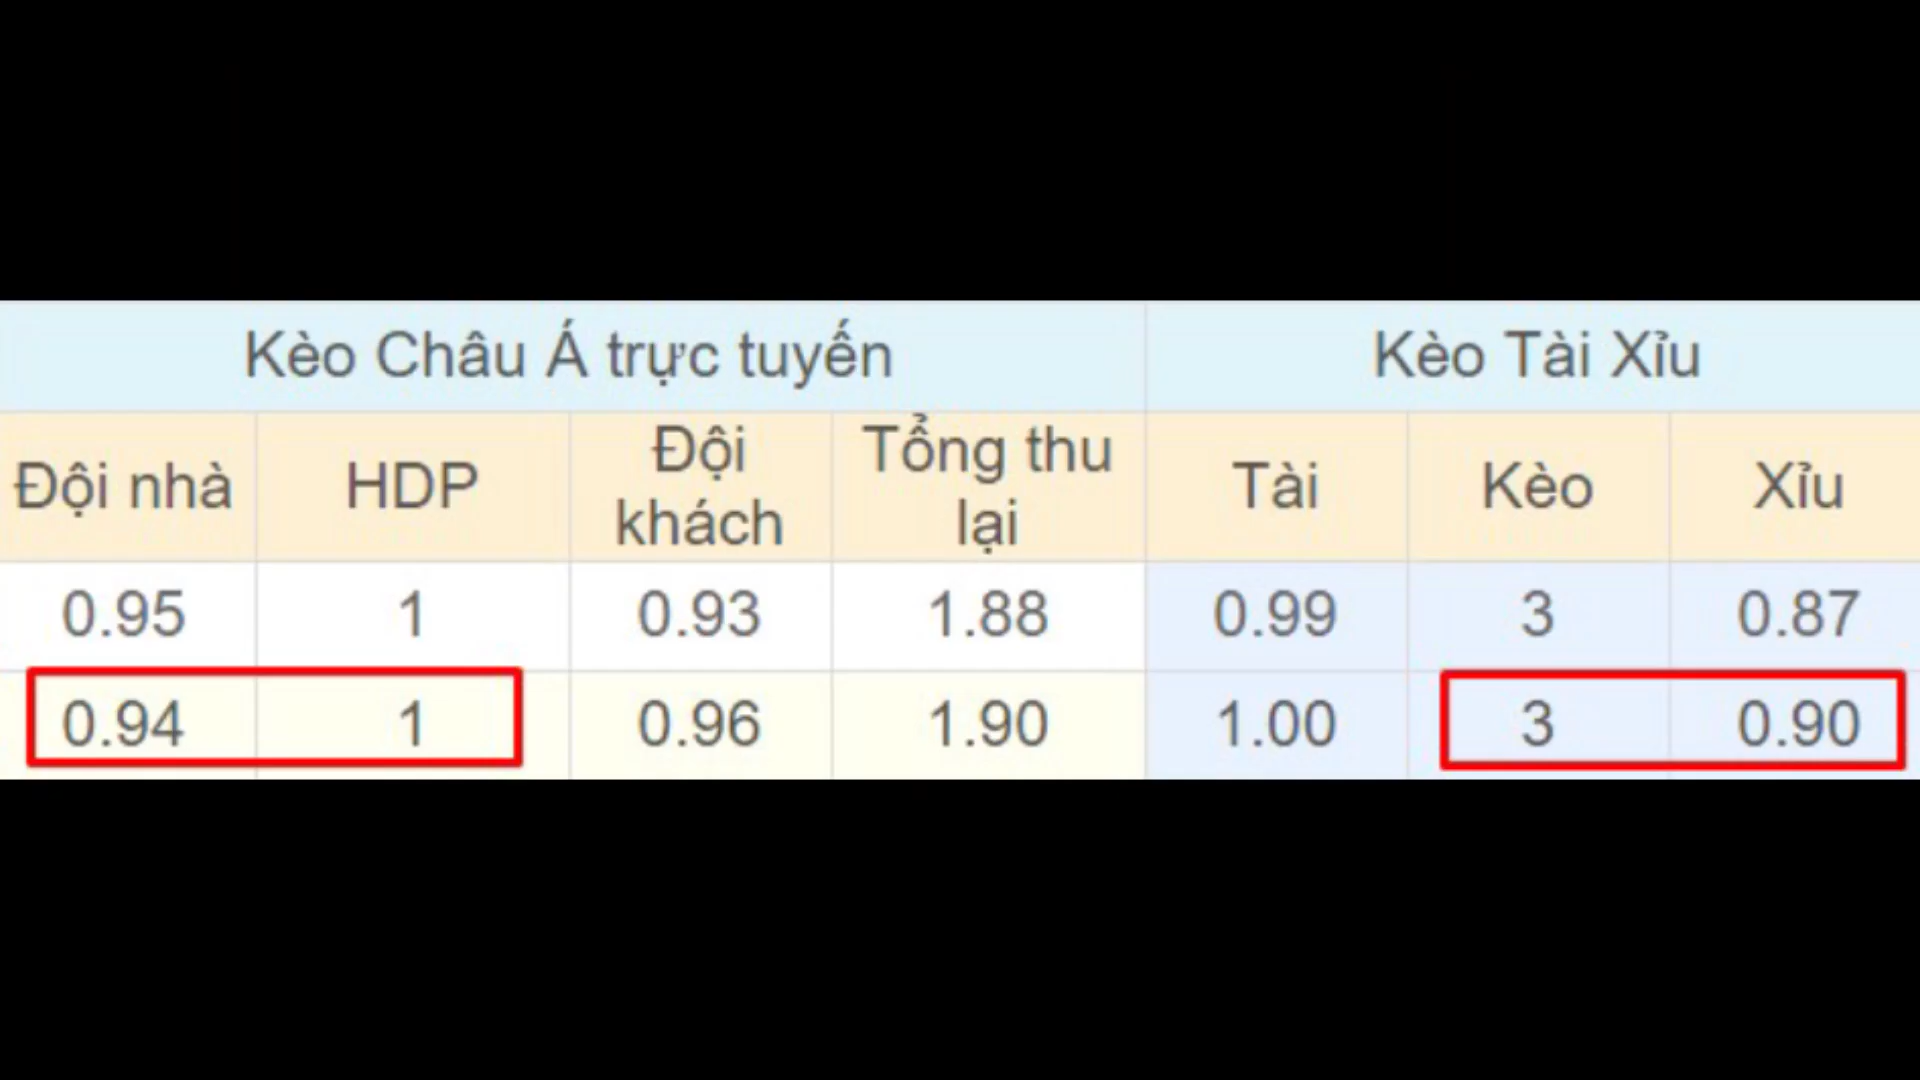 Kèo Châu Á trực tuyến Kèo Tài Xỉu
Đội nhà HDP Đội khách Tổng thu lại Tài Kèo Xỉu
0.95 1 0.93 1.88 0.99 3 0.87
0.94 1 0.96 1.90 1.00 3 0.90